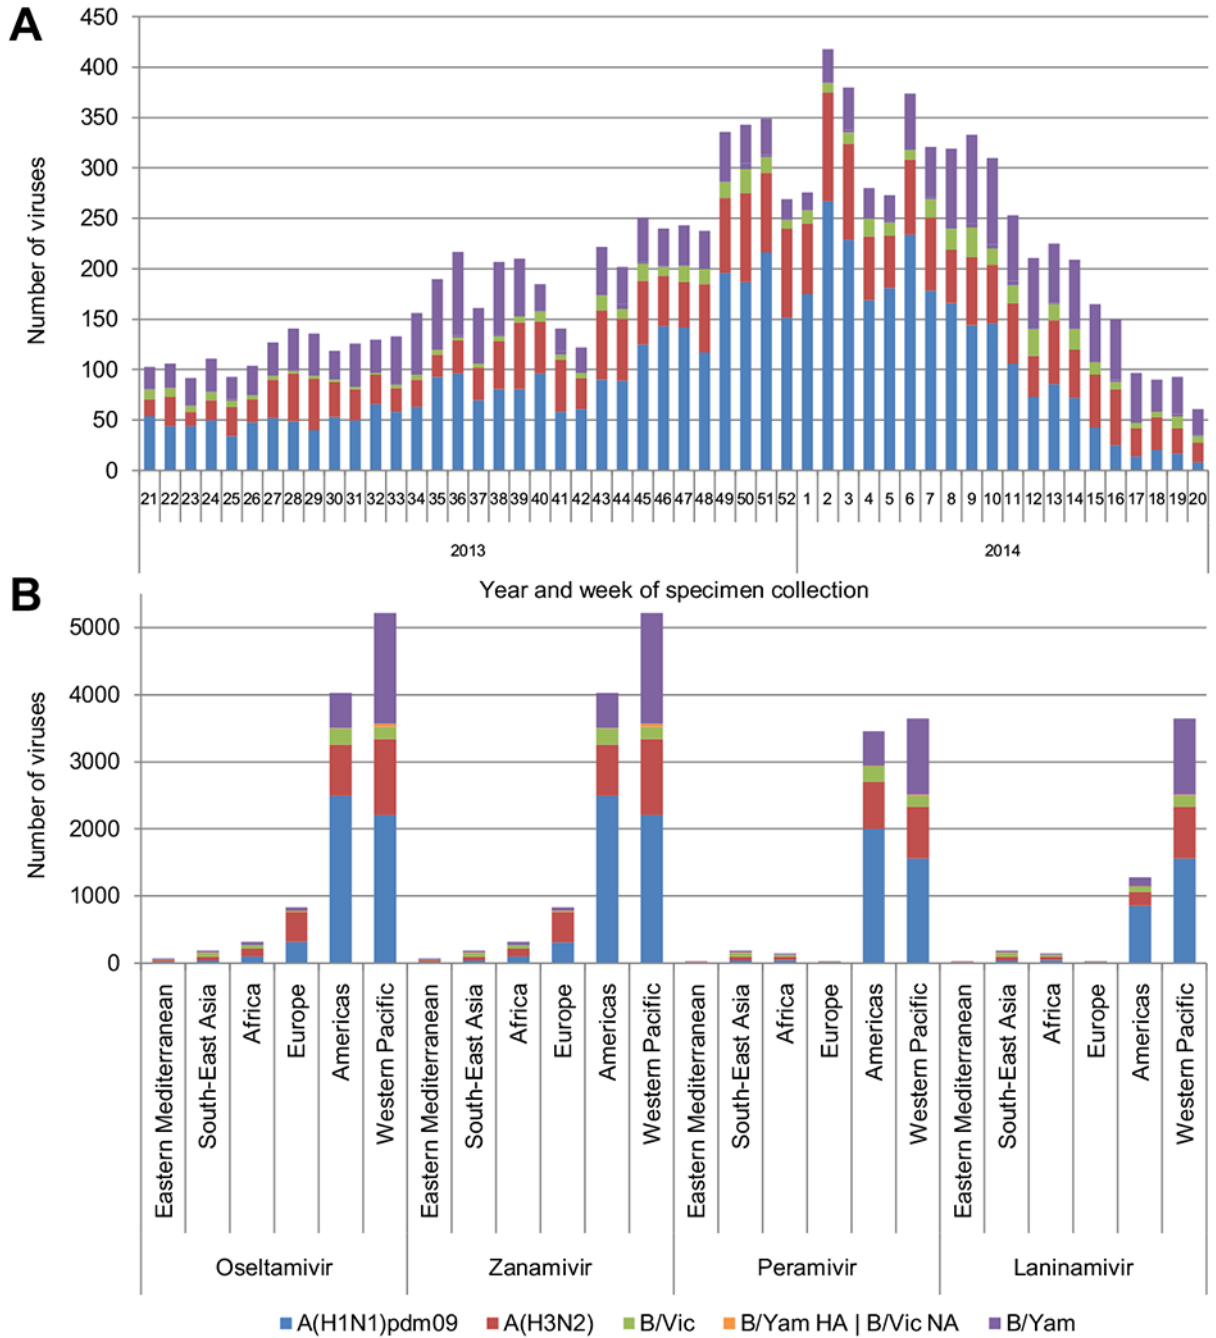 A
450
400
350
300
250
200
150
100
50
0
Number of viruses
21 22 23 24 25 26 27 28 29 30 31 32 33 34 35 36 37 38 39 40 41 42 43 44 45 46 47 48 49 50 51 52 1 2 3 4 5 6 7 8 9 10 11 12 13 14 15 16 17 18 19 20
2013 2014
Year and week of specimen collection
B
5000
4000
3000
2000
1000
0
Number of viruses
Eastern Mediterranean
South-East Asia
Africa
Europe
Americas
Western Pacific
Eastern Mediterranean
South-East Asia
Africa
Europe
Americas
Western Pacific
Eastern Mediterranean
South-East Asia
Africa
Europe
Americas
Western Pacific
Eastern Mediterranean
South-East Asia
Africa
Europe
Americas
Western Pacific
Oseltamivir Zanamivir Peramivir Laninamivir
A(H1N1)pdm09 A(H3N2) B/Vic B/Yam HA | B/Vic NA B/Yam